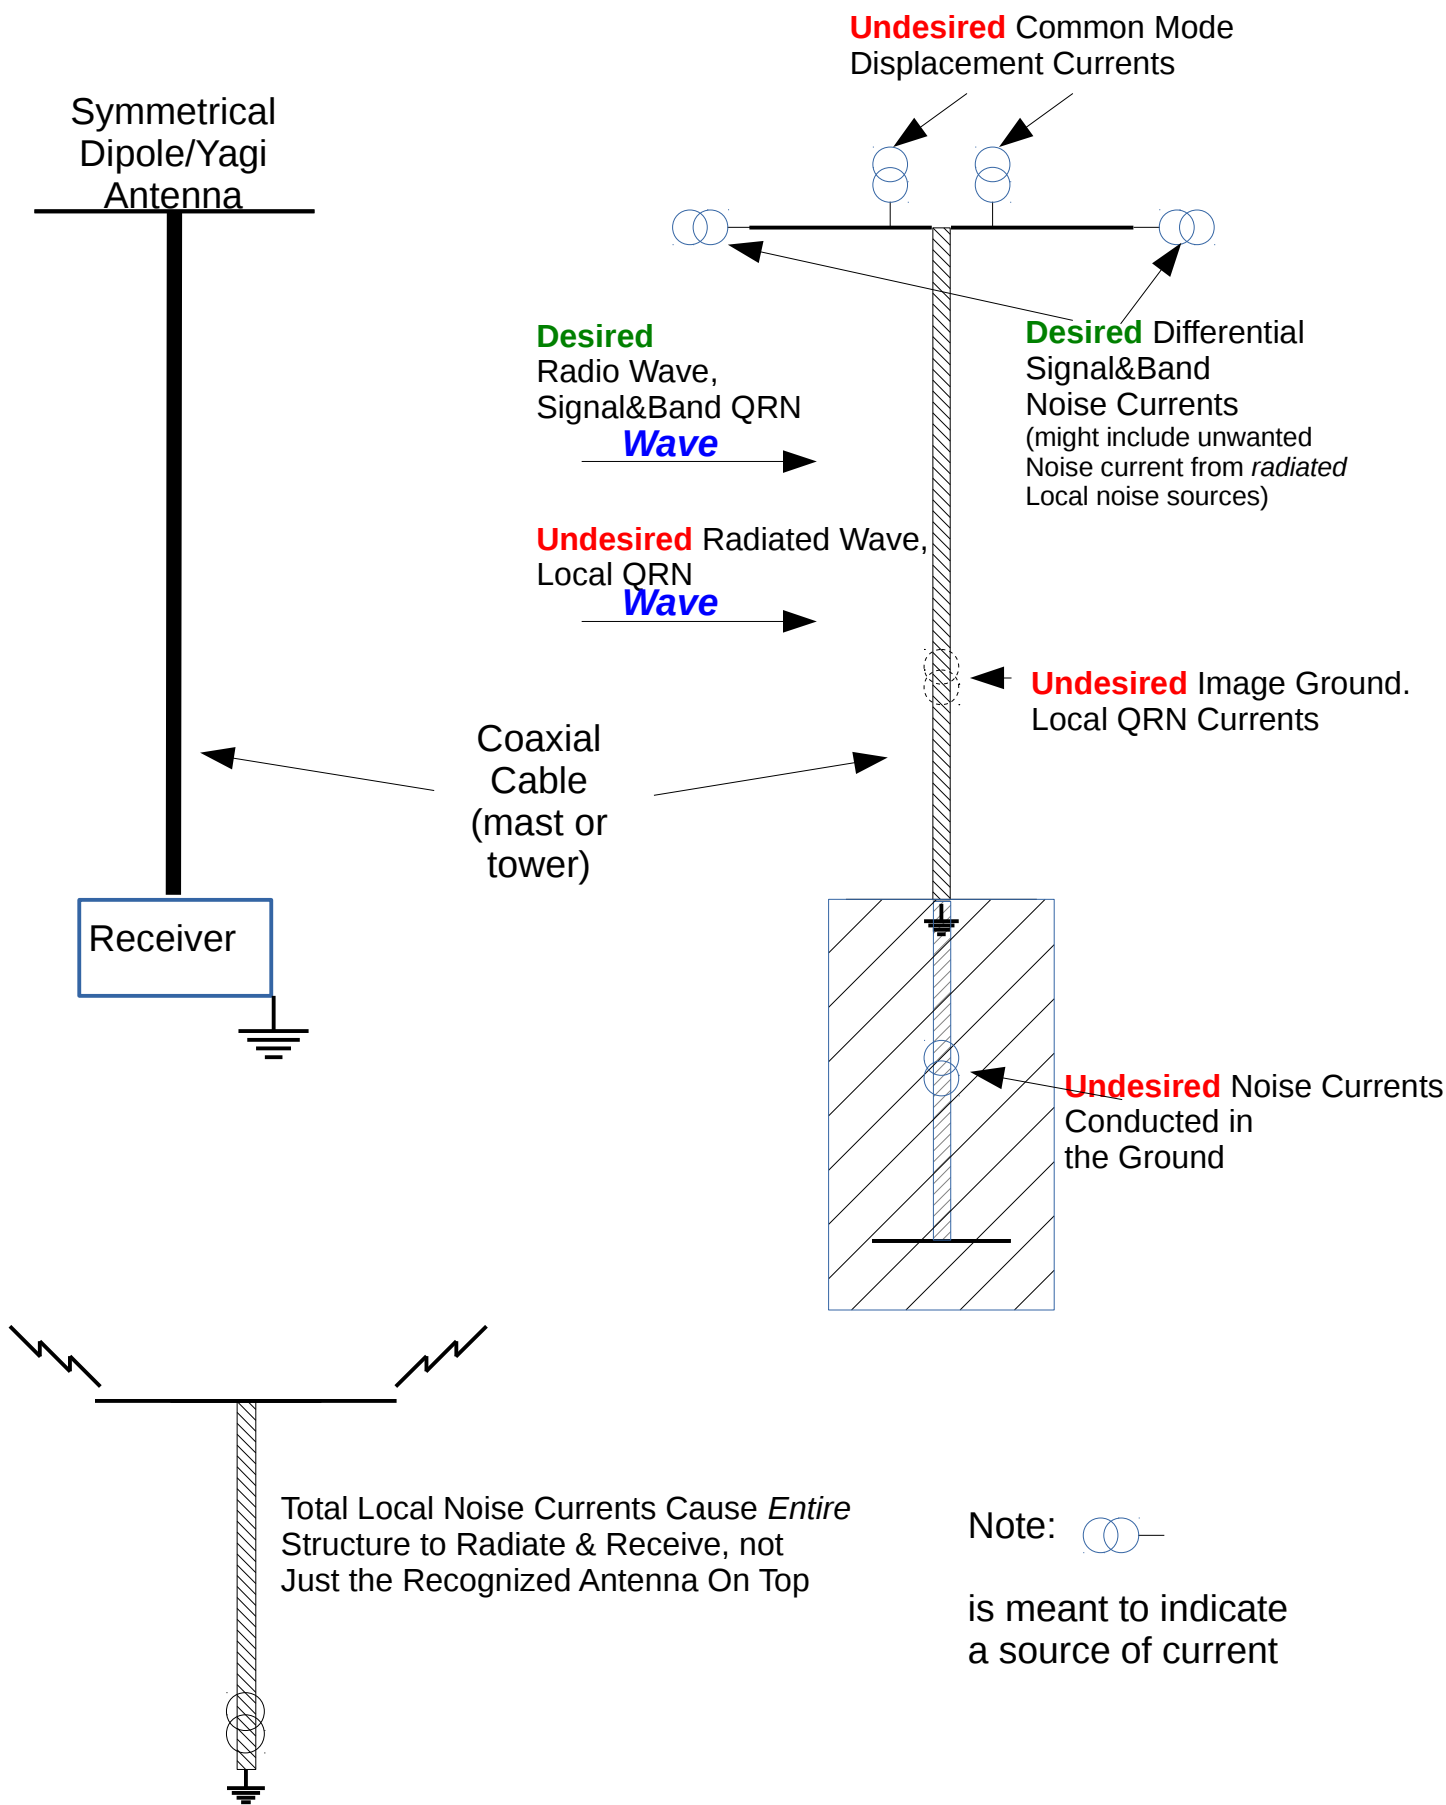 Undesired Common Mode
Displacement Currents
Symmetrical
Dipole/Yagi
Antenna
Desired
Radio Wave,
Signal&Band QRN
Wave
Desired Differential
Signal&Band
Noise Currents
(might include unwanted
Noise current from radiated
Local noise sources)
Undesired Radiated Wave,
Local QRN
Wave
Undesired Image Ground.
Local QRN Currents
Coaxial
Cable
(mast or
tower)
Receiver
Undesired Noise Currents
Conducted in
the Ground
Total Local Noise Currents Cause Entire
Structure to Radiate & Receive, not
Just the Recognized Antenna On Top
Note:
is meant to indicate
a source of current